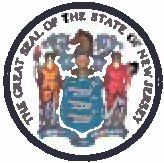 THE GREAT SEAL OF THE STATE OF NEW JERSEY